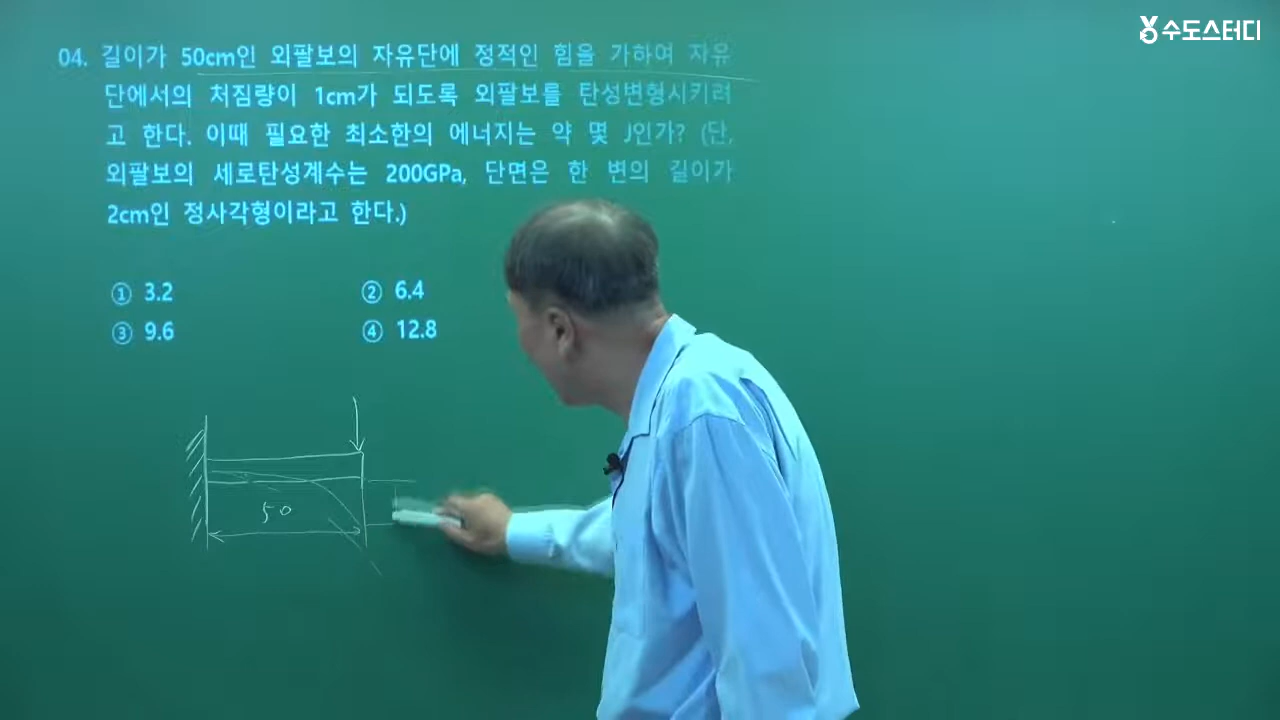 수도스터디
04. 길이가 50cm인 외팔보의 자유단에 정적인 힘을 가하여 자유
단에서의 처짐량이 1cm가 되도록 외팔보를 탄성변형시키려
고 한다. 이때 필요한 최소한의 에너지는 약 몇 J인가? (단,
외팔보의 세로탄성계수는 200GPa, 단면은 한 변의 길이가
2cm인 정사각형이라고 한다.)
① 3.2 ② 6.4
③ 9.6 ④ 12.8
50